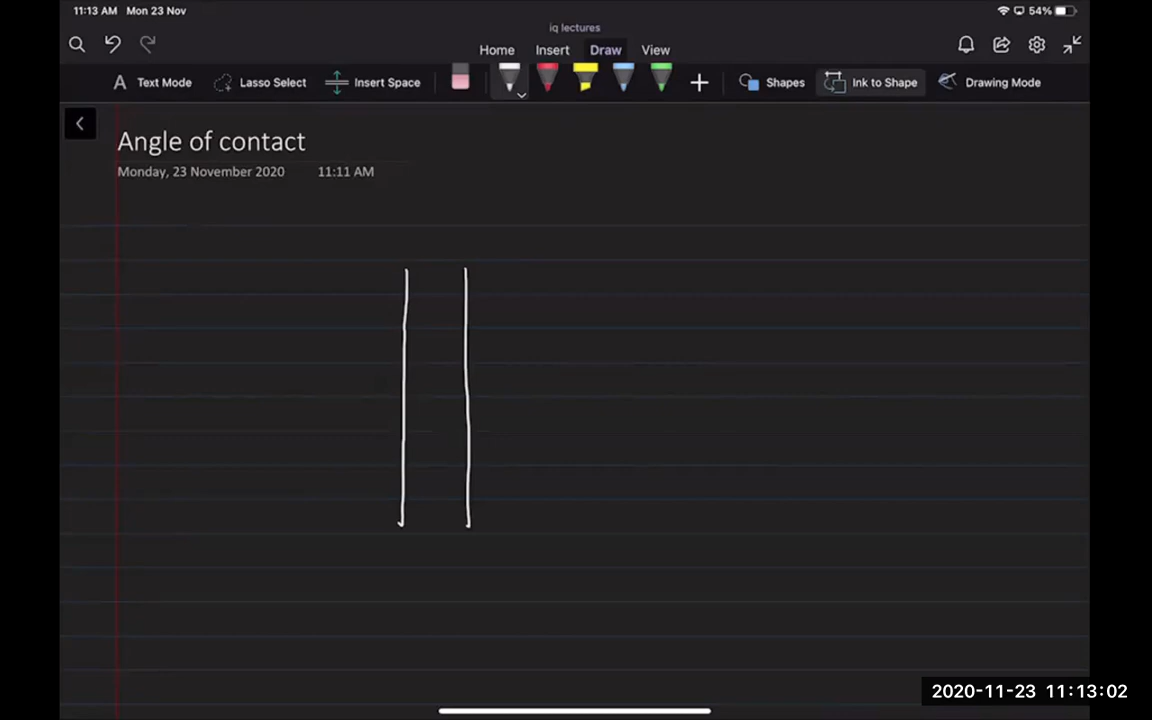 11:13 AM Mon 23 Nov
54%
iq lectures
Home Insert Draw View
Text Mode Lasso Select Insert Space Shapes Ink to Shape Drawing Mode
Angle of contact
Monday, 23 November 2020 11:11 AM
2020-11-23 11:13:02